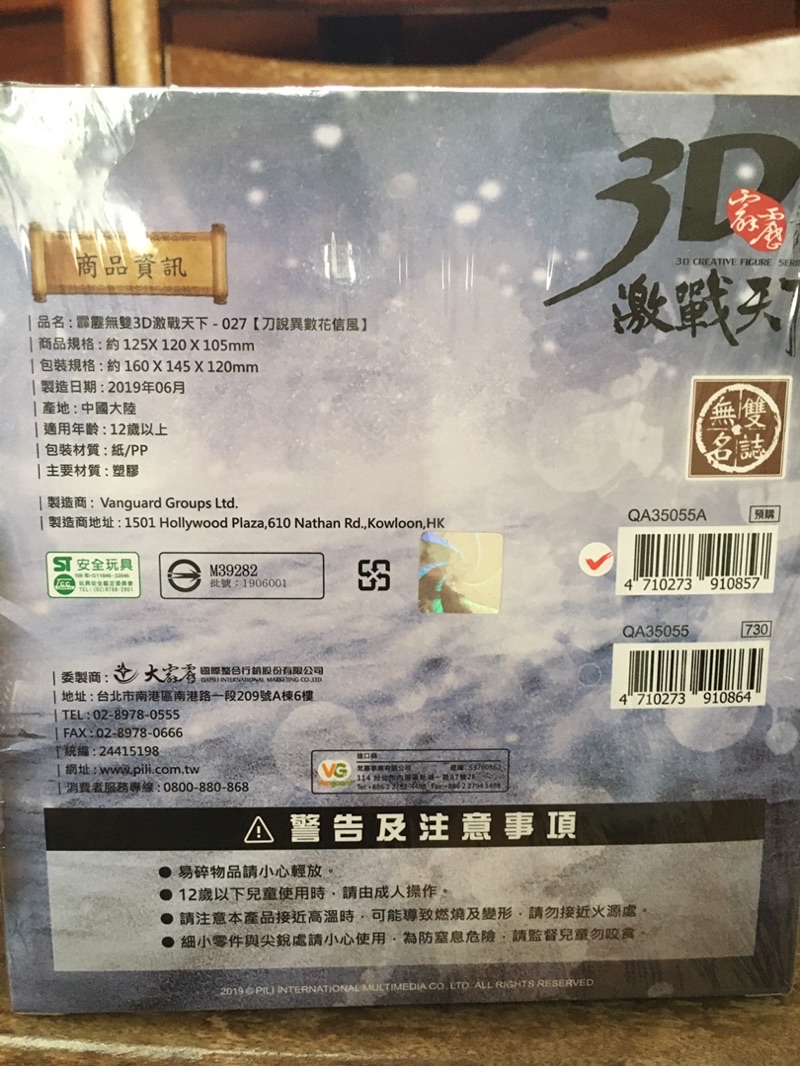 3D
霹靂
3D CREATIVE FIGURE SERI
激戰天下
商品資訊
品名:霹靂無雙3D激戰天下-027【刀說異數花信風】
商品規格:約 125X 120 X 105mm
包裝規格:約 160 X 145 X 120mm
製造日期:2019年06月
產地:中國大陸
適用年齡:12歲以上
包裝材質:紙/PP
主要材質:塑膠
製造商: Vanguard Groups Ltd.
製造商地址:1501 Hollywood Plaza,610 Nathan Rd.,Kowloon,HK
無雙
名誌
QA35055A 預購
4 710273 910857
QA35055 730
4 710273 910864
ST 安全玩具
M39282
批號:1906001
委製商: 大霹靂 國際整合行銷股份有限公司
DAPILI INTERNATIONAL MARKETING CO.,LTD
地址:台北市南港區南港路一段209號A棟6樓
TEL:02-8978-0555
FAX:02-8978-0666
統編:24415198
網址:www.pili.com.tw
消費者服務專線:0800-880-868
進口商
VG
警告及注意事項
● 易碎物品請小心輕放。
● 12歲以下兒童使用時,請由成人操作。
● 請注意本產品接近高溫時,可能導致燃燒及變形,請勿接近火源處。
● 細小零件與尖銳處請小心使用,為防窒息危險,請監督兒童勿咬食。
2019 © PILI INTERNATIONAL MULTIMEDIA CO., LTD. ALL RIGHTS RESERVED